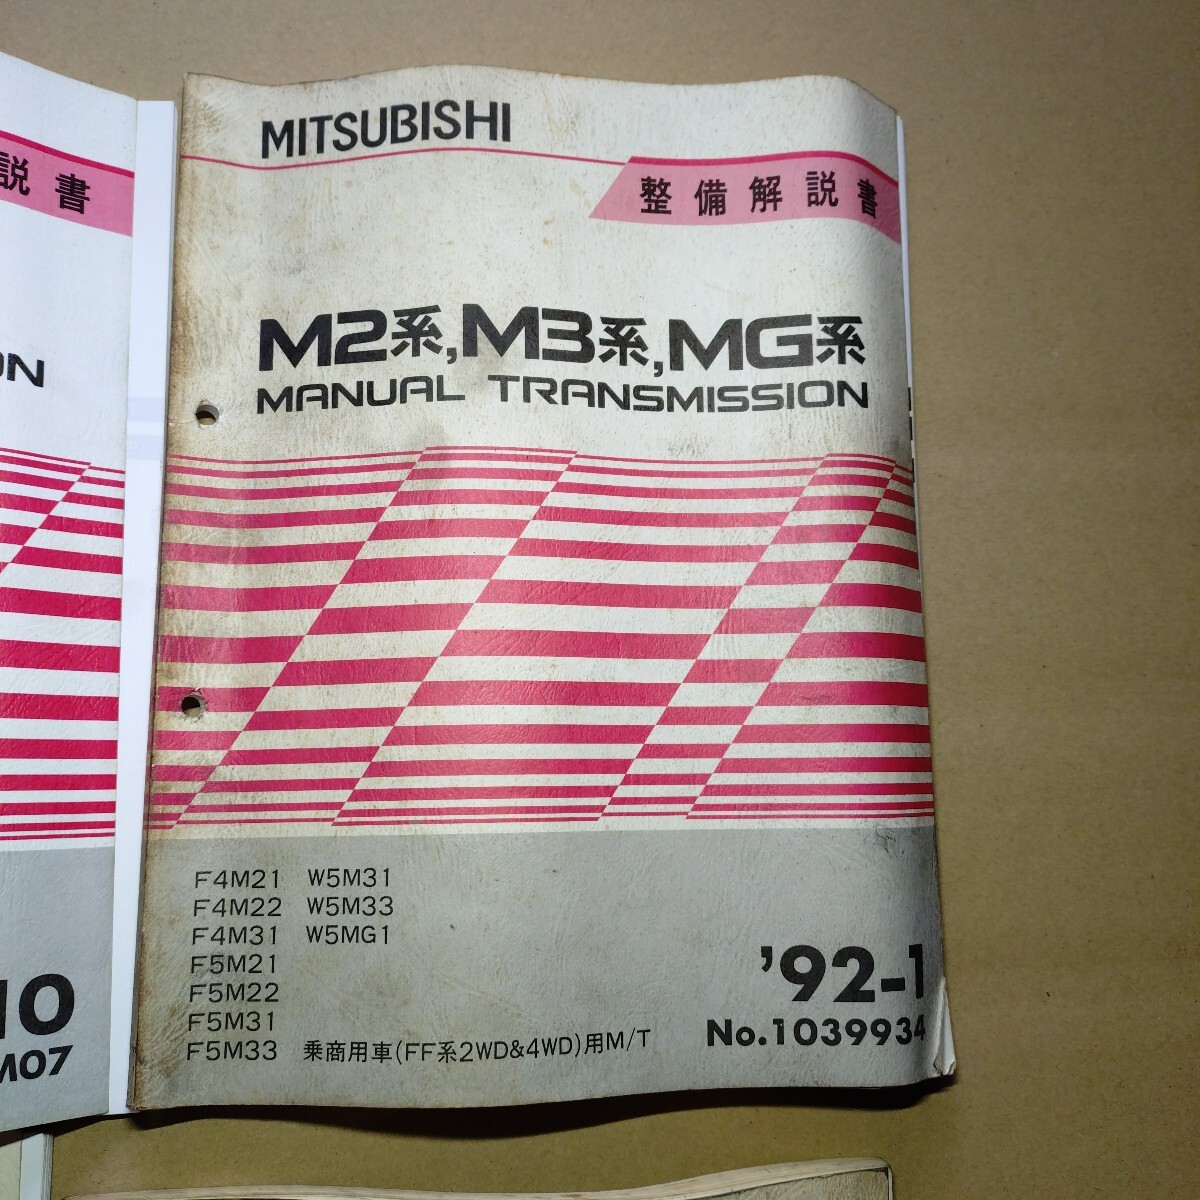 MITSUBISHI
整備解説書
M2系,M3系,MG系
MANUAL TRANSMISSION
F4M21 W5M31
F4M22 W5M33
F4M31 W5MG1
F5M21
F5M22
F5M31
F5M33 乗商用車(FF系2WD&4WD)用M/T
'92-1
No.1039934
説書
ON
10
M07